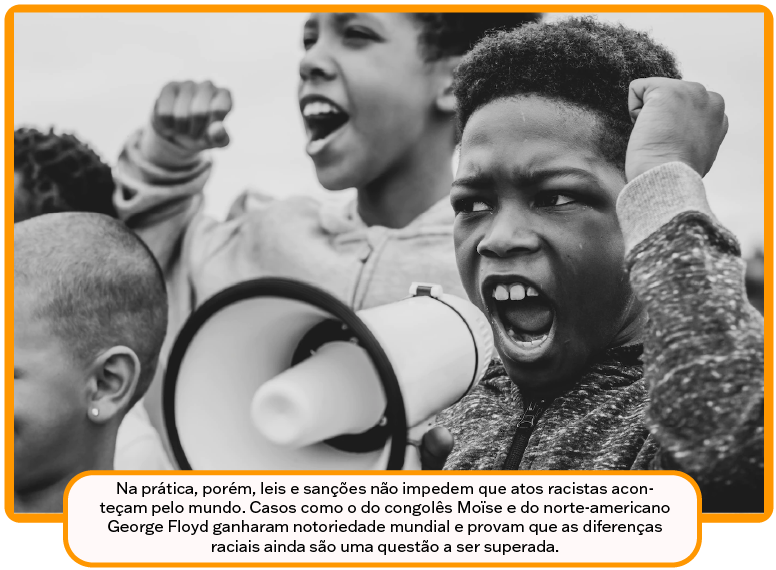 Na prática, porém, leis e sanções não impedem que atos racistas acon-
teçam pelo mundo. Casos como o do congolês Moïse e do norte-americano
George Floyd ganharam notoriedade mundial e provam que as diferenças
raciais ainda são uma questão a ser superada.